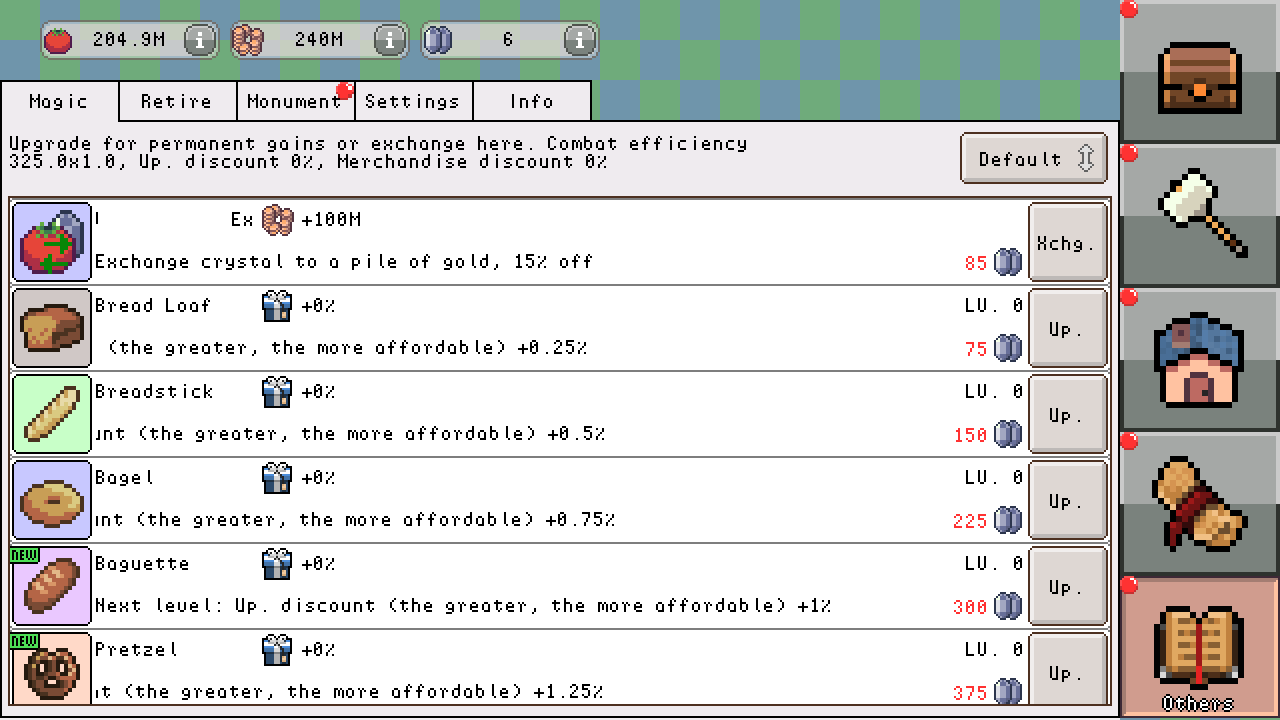 204.9M 240M 6
Magic Retire Monument Settings Info
Upgrade for permanent gains or exchange here. Combat efficiency
325.0x1.0, Up. discount 0%, Merchandise discount 0%
Default
Ex +100M
Exchange crystal to a pile of gold, 15% off 85
Xchg.
Bread Loaf +0% LV. 0
(the greater, the more affordable) +0.25% 75
Up.
Breadstick +0% LV. 0
(the greater, the more affordable) +0.5% 150
Up.
Bagel +0% LV. 0
(the greater, the more affordable) +0.75% 225
Up.
NEW
Baguette +0% LV. 0
Next level: Up. discount (the greater, the more affordable) +1% 300
Up.
NEW
Pretzel +0% LV. 0
(the greater, the more affordable) +1.25% 375
Up.
Others